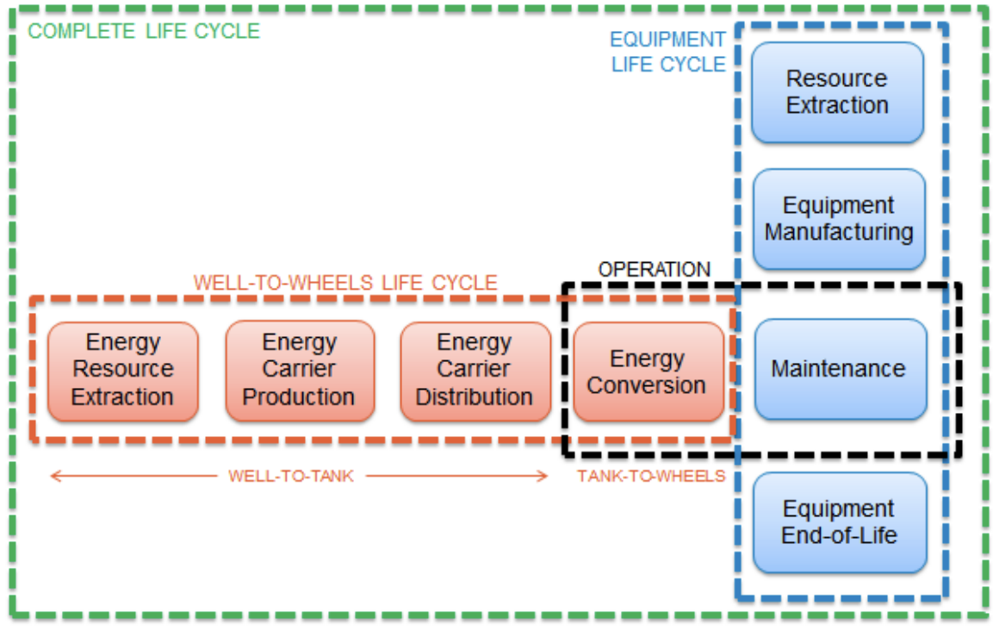 COMPLETE LIFE CYCLE
EQUIPMENT
LIFE CYCLE
Resource
Extraction
Equipment
Manufacturing
OPERATION
WELL-TO-WHEELS LIFE CYCLE
Energy
Resource
Extraction
Energy
Carrier
Production
Energy
Carrier
Distribution
Energy
Conversion
Maintenance
WELL-TO-TANK
TANK-TO-WHEELS
Equipment
End-of-Life